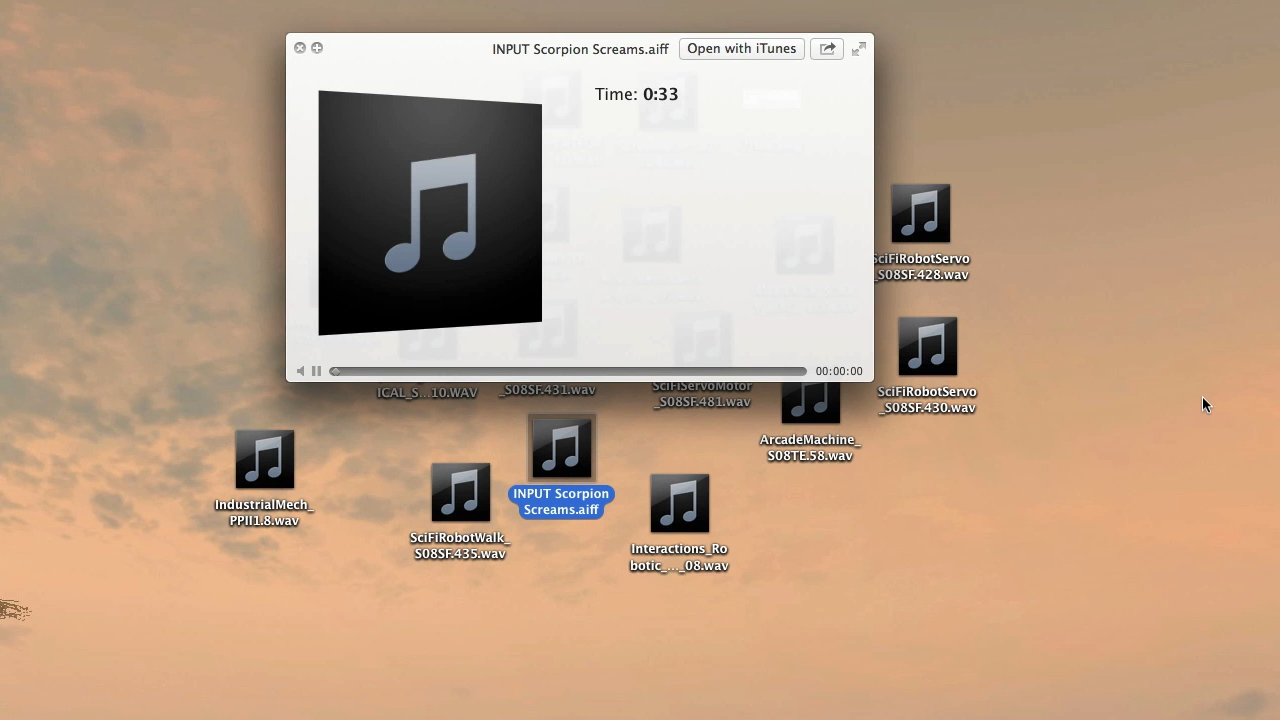 INPUT Scorpion Screams.aiff
Open with iTunes
Time: 0:33
00:00:00
SciFiRobotServo
_S08SF.428.wav
SciFiRobotServo
_S08SF.430.wav
ICAL_S...10.WAV
_S08SF.431.wav
SciFiServoMotor
_S08SF.481.wav
ArcadeMachine_
S08TE.58.wav
IndustrialMech_
PPII1.8.wav
SciFiRobotWalk_
S08SF.435.wav
INPUT Scorpion
Screams.aiff
Interactions_Ro
botic_..._08.wav